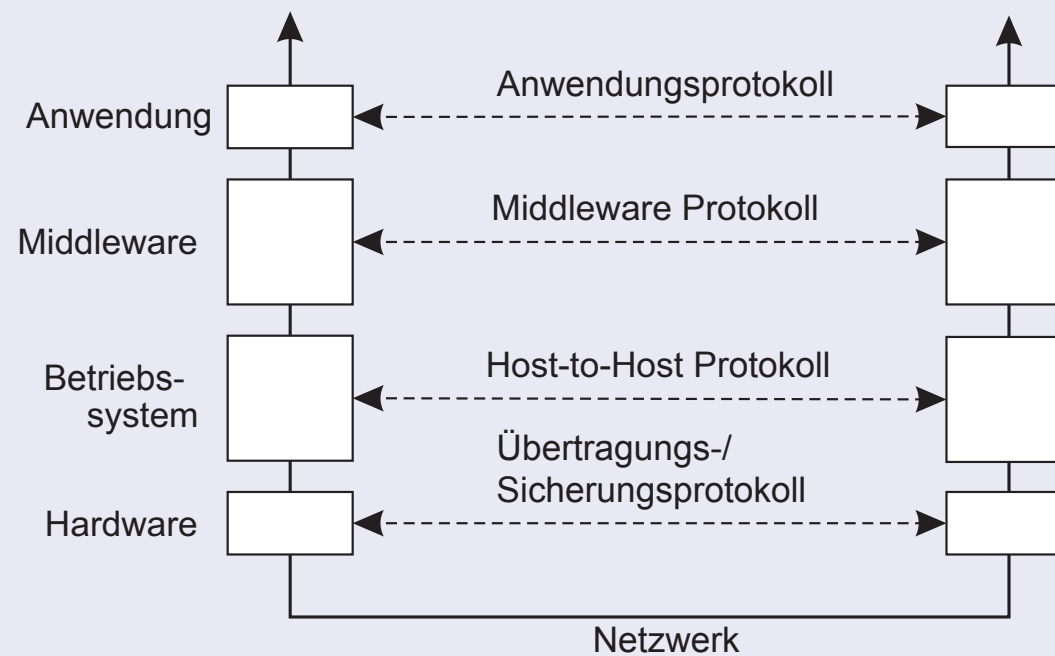 Anwendung
Anwendungsprotokoll
Middleware
Middleware Protokoll
Betriebs-
system
Host-to-Host Protokoll
Übertragungs-/
Sicherungsprotokoll
Hardware
Netzwerk